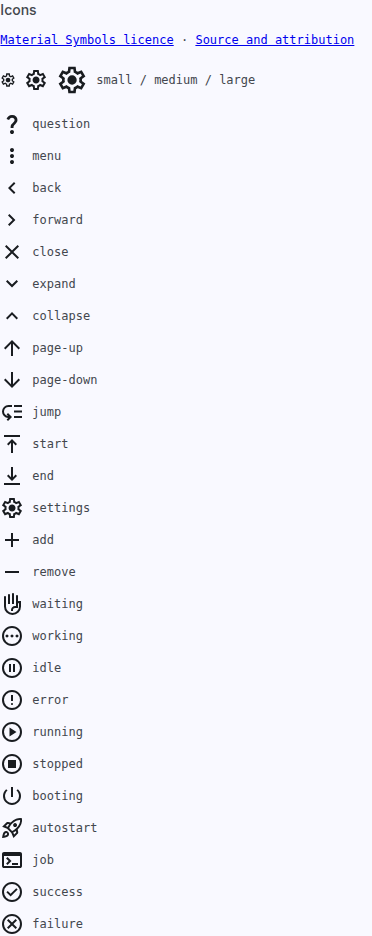 Icons
Material Symbols licence · Source and attribution
small / medium / large
question
menu
back
forward
close
expand
collapse
page-up
page-down
jump
start
end
settings
add
remove
waiting
working
idle
error
running
stopped
booting
autostart
job
success
failure